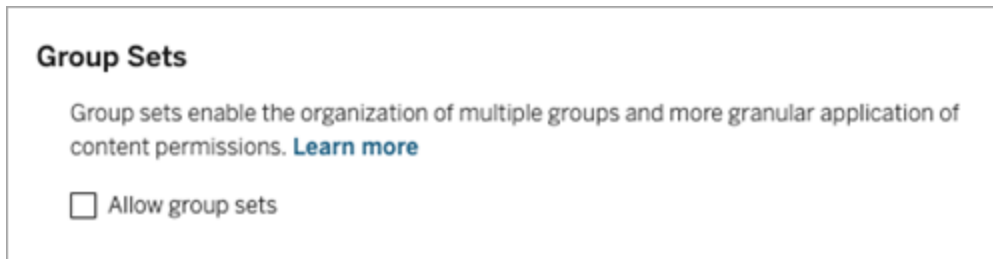 Group Sets
Group sets enable the organization of multiple groups and more granular application of
content permissions. Learn more
Allow group sets